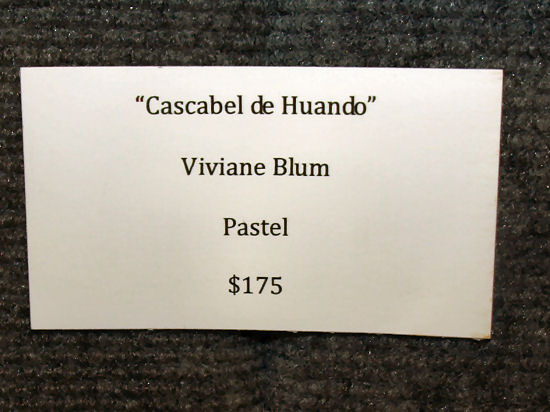 “Cascabel de Huando”
Viviane Blum
Pastel
$175